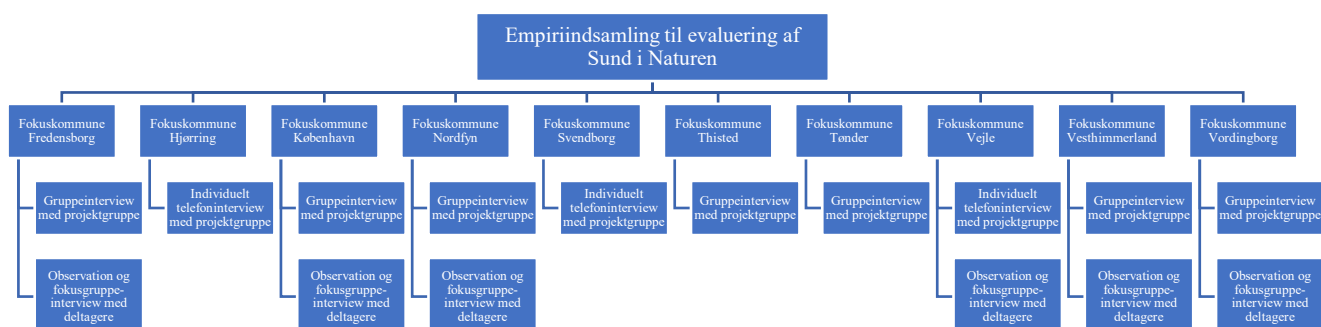 Empiriindsamling til evaluering af
Sund i Naturen
Fokuskommune
Fredensborg
Fokuskommune
Hjørring
Fokuskommune
København
Fokuskommune
Nordfyn
Fokuskommune
Svendborg
Fokuskommune
Thisted
Fokuskommune
Tønder
Fokuskommune
Vejle
Fokuskommune
Vesthimmerland
Fokuskommune
Vordingborg
Gruppeinterview
med projektgruppe
Individuelt
telefoninterview
med projektgruppe
Gruppeinterview
med projektgruppe
Gruppeinterview
med projektgruppe
Individuelt
telefoninterview
med projektgruppe
Gruppeinterview
med projektgruppe
Gruppeinterview
med projektgruppe
Individuelt
telefoninterview
med projektgruppe
Gruppeinterview
med projektgruppe
Gruppeinterview
med projektgruppe
Observation og
fokusgruppe-
interview med
deltagere
Observation og
fokusgruppe-
interview med
deltagere
Observation og
fokusgruppe-
interview med
deltagere
Observation og
fokusgruppe-
interview med
deltagere
Observation og
fokusgruppe-
interview med
deltagere
Observation og
fokusgruppe-
interview med
deltagere